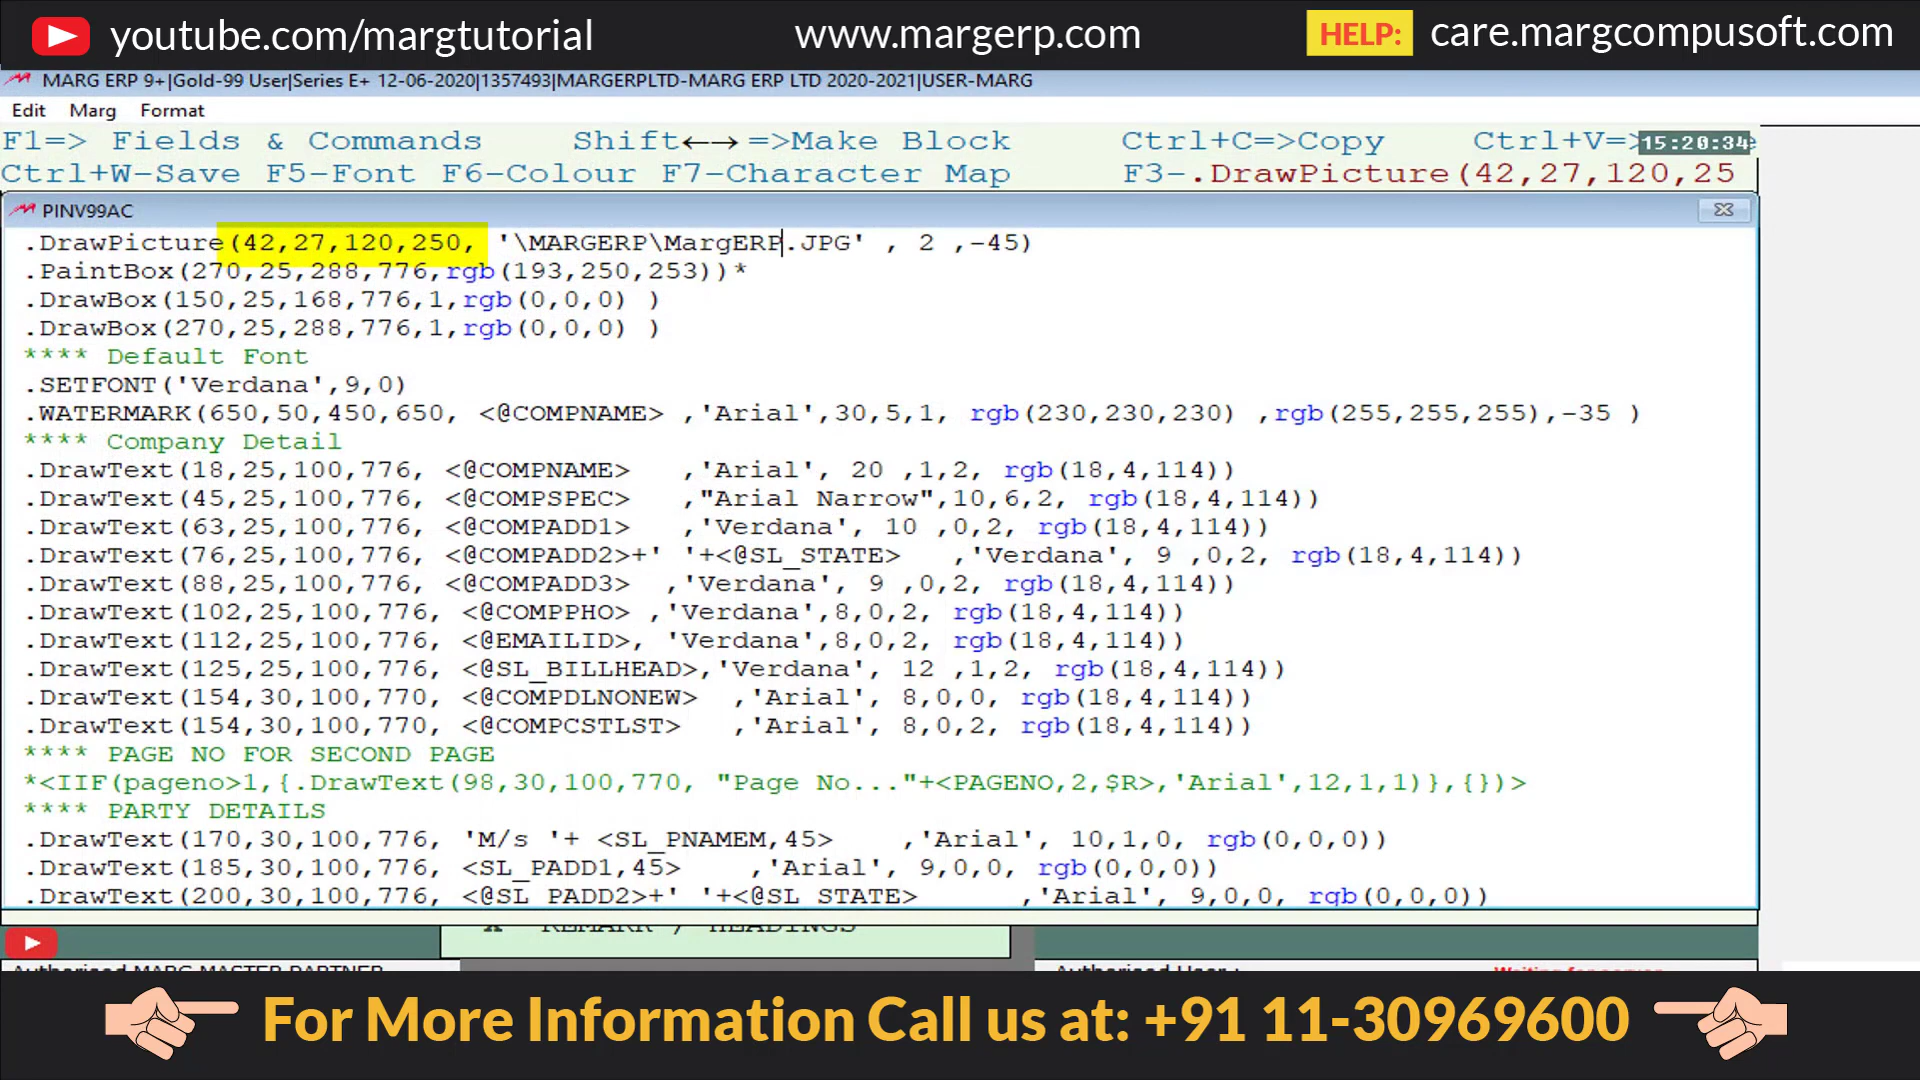 youtube.com/margtutorial www.margerp.com HELP: care.margcompusoft.com
MARG ERP 9+|Gold-99 User|Series E+ 12-06-2020|1357493|MARGERPLTD-MARG ERP LTD 2020-2021|USER-MARG
Edit Marg Format
F1=> Fields & Commands Shift←→ =>Make Block Ctrl+C=>Copy Ctrl+V=> 15:20:34
Ctrl+W-Save F5-Font F6-Colour F7-Character Map F3-.DrawPicture(42,27,120,25
PINV99AC
.DrawPicture(42,27,120,250, '\MARGERP\MargERP.JPG' , 2 ,-45)
.PaintBox(270,25,288,776,rgb(193,250,253))*
.DrawBox(150,25,168,776,1,rgb(0,0,0) )
.DrawBox(270,25,288,776,1,rgb(0,0,0) )
**** Default Font
.SETFONT('Verdana',9,0)
.WATERMARK(650,50,450,650, <@COMPNAME> ,'Arial',30,5,1, rgb(230,230,230) ,rgb(255,255,255),-35 )
**** Company Detail
.DrawText(18,25,100,776, <@COMPNAME> ,'Arial', 20 ,1,2, rgb(18,4,114))
.DrawText(45,25,100,776, <@COMPSPEC> ,"Arial Narrow",10,6,2, rgb(18,4,114))
.DrawText(63,25,100,776, <@COMPADD1> ,'Verdana', 10 ,0,2, rgb(18,4,114))
.DrawText(76,25,100,776, <@COMPADD2>+' '+<@SL_STATE> ,'Verdana', 9 ,0,2, rgb(18,4,114))
.DrawText(88,25,100,776, <@COMPADD3> ,'Verdana', 9 ,0,2, rgb(18,4,114))
.DrawText(102,25,100,776, <@COMPPHO> ,'Verdana',8,0,2, rgb(18,4,114))
.DrawText(112,25,100,776, <@EMAILID>, 'Verdana',8,0,2, rgb(18,4,114))
.DrawText(125,25,100,776, <@SL_BILLHEAD>,'Verdana', 12 ,1,2, rgb(18,4,114))
.DrawText(154,30,100,770, <@COMPDLNONEW> ,'Arial', 8,0,0, rgb(18,4,114))
.DrawText(154,30,100,770, <@COMPCSTLST> ,'Arial', 8,0,2, rgb(18,4,114))
**** PAGE NO FOR SECOND PAGE
*<IIF(pageno>1,{.DrawText(98,30,100,770, "Page No..."+<PAGENO,2,$R>,'Arial',12,1,1)},{})>
**** PARTY DETAILS
.DrawText(170,30,100,776, 'M/s '+ <SL_PNAMEM,45> ,'Arial', 10,1,0, rgb(0,0,0))
.DrawText(185,30,100,776, <SL_PADD1,45> ,'Arial', 9,0,0, rgb(0,0,0))
.DrawText(200,30,100,776, <@SL_PADD2>+' '+<@SL_STATE> ,'Arial', 9,0,0, rgb(0,0,0))
X REMARK / HEADINGS
Authorised MARG MASTER PARTNER Authorised User : Waiting for server
For More Information Call us at: +91 11-30969600